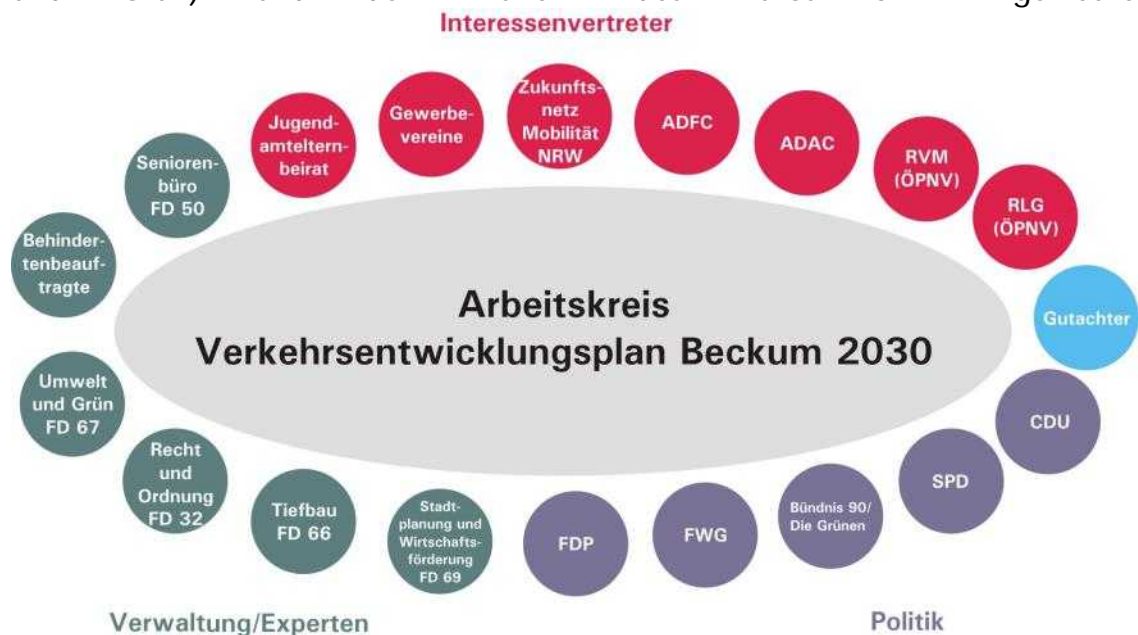 Interessenvertreter
Jugend-
amteltern-
beirat
Gewerbe-
vereine
Zukunfts-
netz
Mobilität
NRW
ADFC
ADAC
RVM
(ÖPNV)
RLG
(ÖPNV)
Gutachter
Senioren-
büro
FD 50
Behinder-
tenbeauf-
tragte
Arbeitskreis
Verkehrsentwicklungsplan Beckum 2030
Umwelt
und Grün
FD 67
Recht
und
Ordnung
FD 32
Tiefbau
FD 66
Stadt-
planung und
Wirtschafts-
förderung
FD 69
FDP
FWG
Bündnis 90/
Die Grünen
SPD
CDU
Verwaltung/Experten
Politik